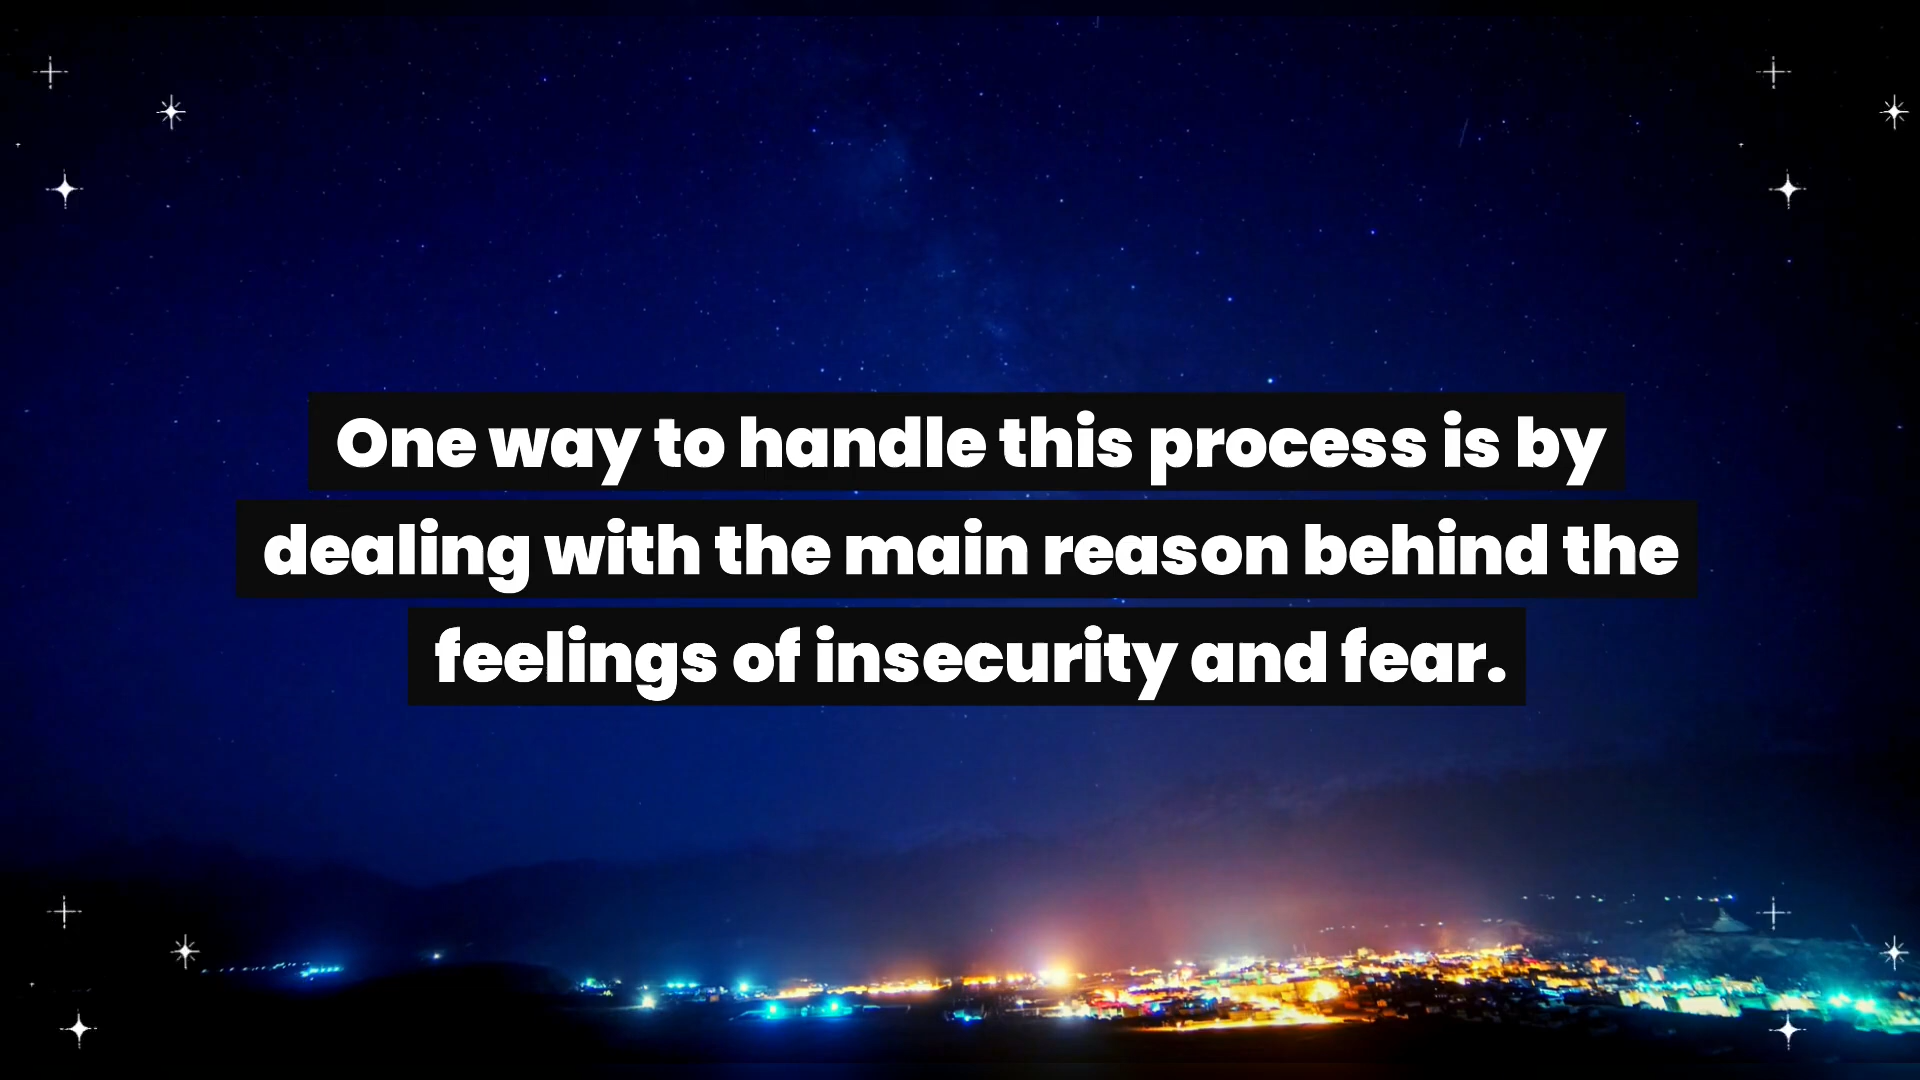 One way to handle this process is by
dealing with the main reason behind the
feelings of insecurity and fear.